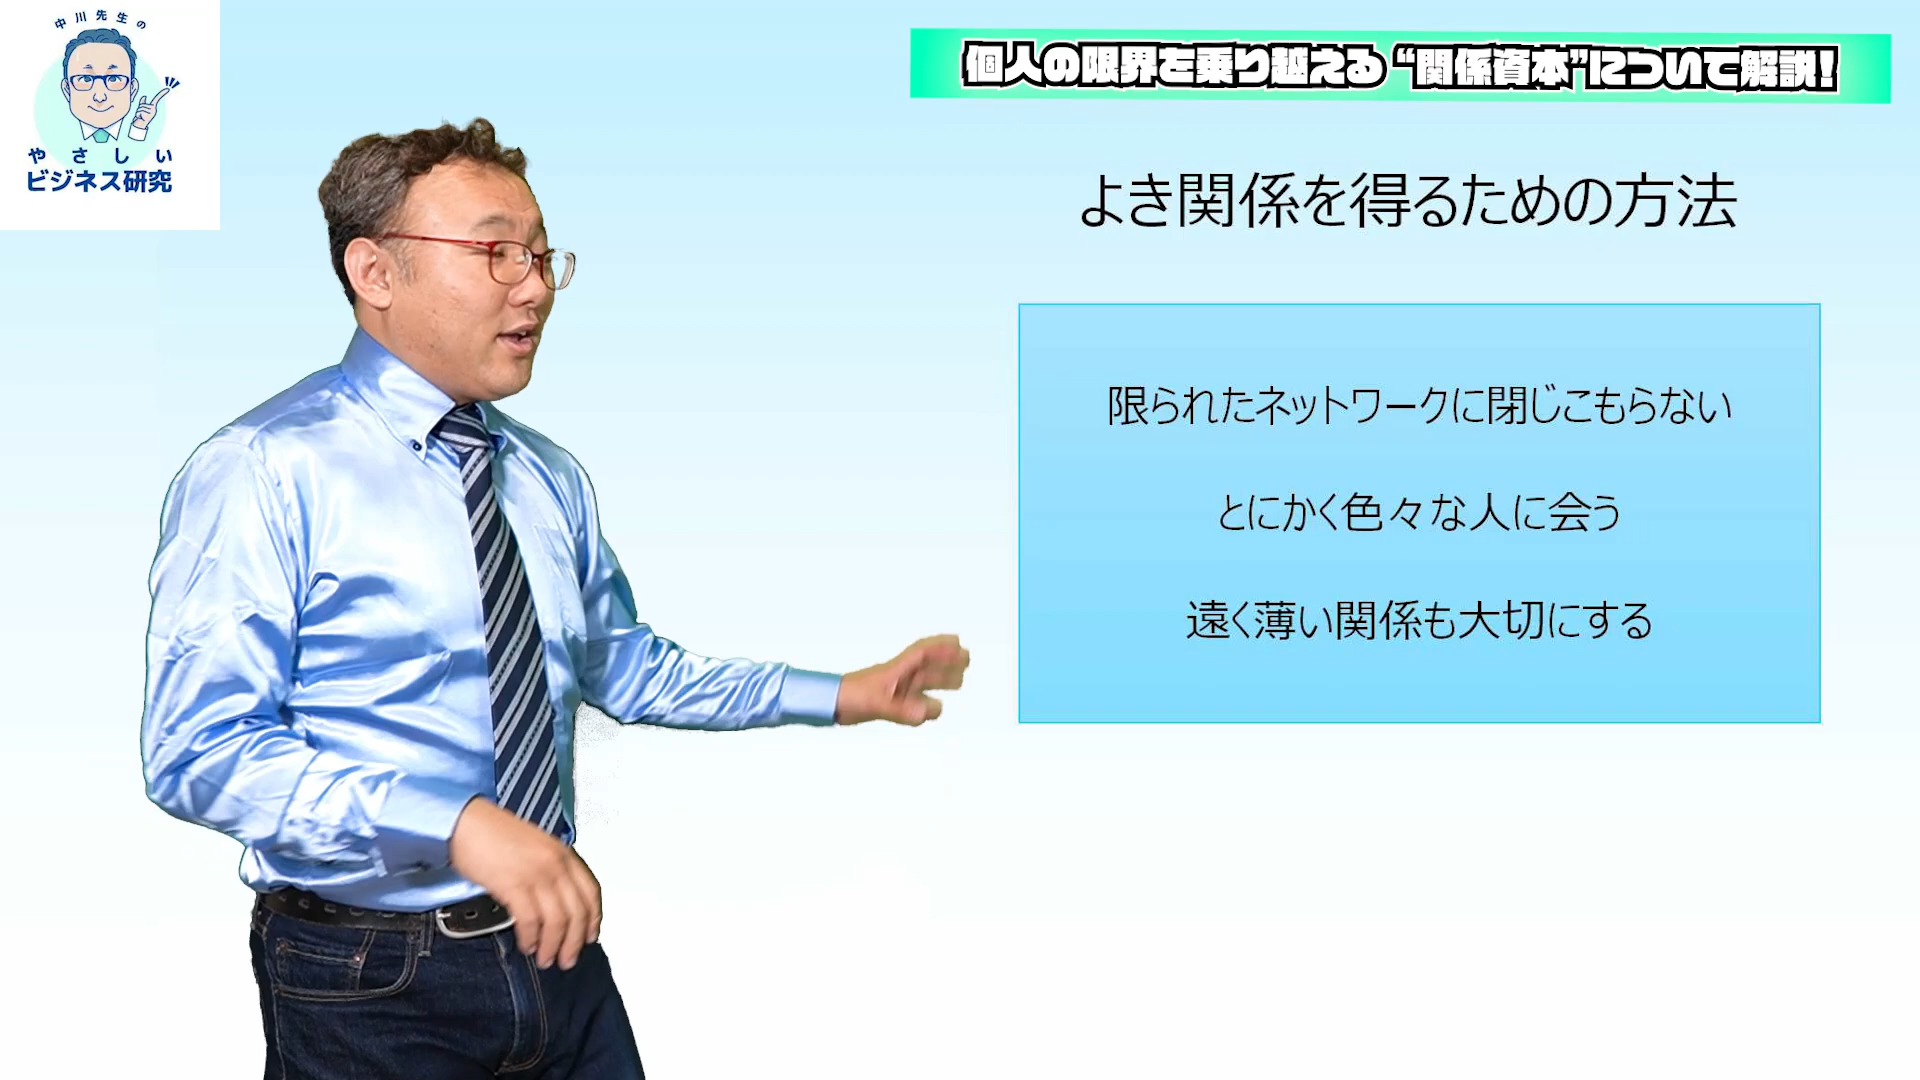 中川先生の
やさしい
ビジネス研究
個人の限界を乗り越える“関係資本”について解説！
よき関係を得るための方法
限られたネットワークに閉じこもらない
とにかく色々な人に会う
遠く薄い関係も大切にする